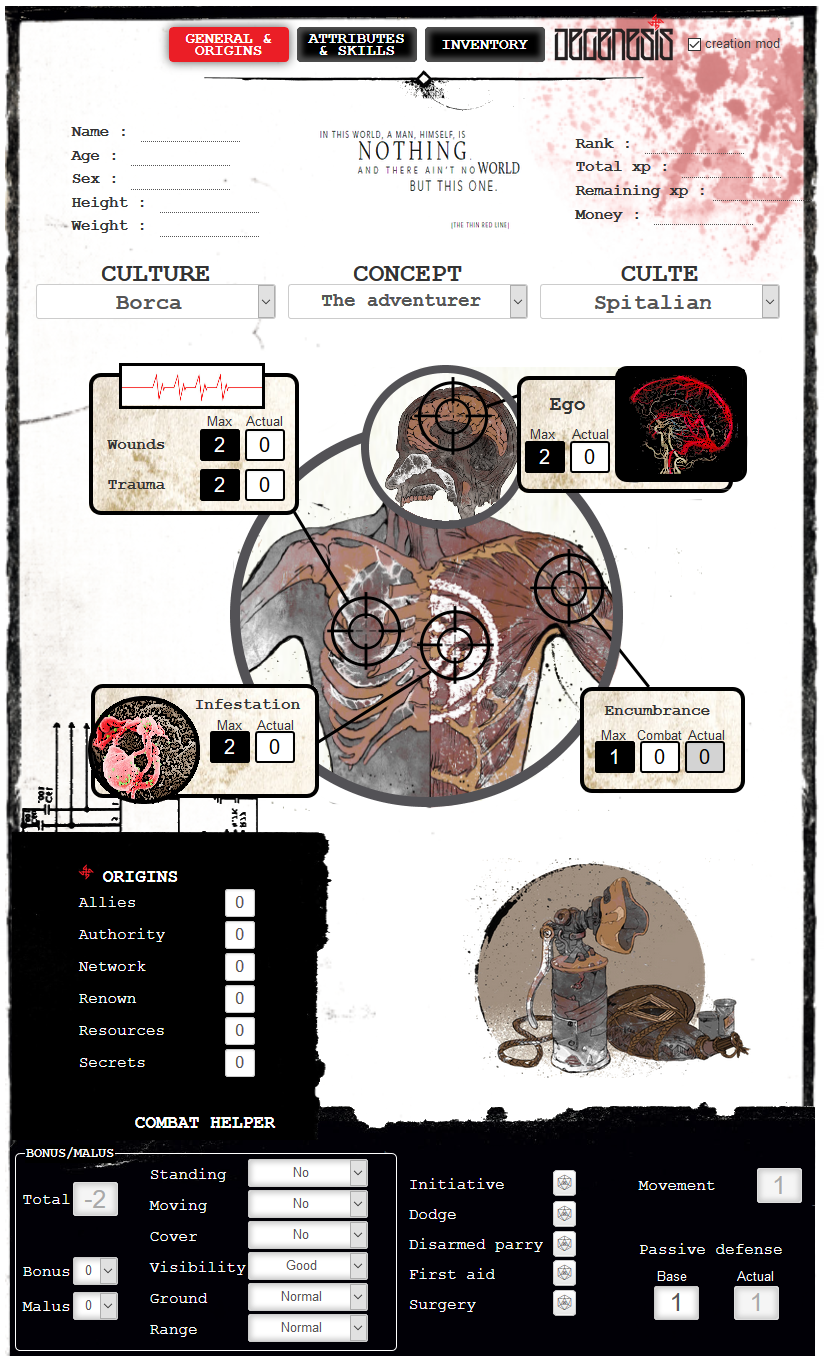 GENERAL &
ORIGINS
ATTRIBUTES
& SKILLS
INVENTORY
DEGENESIS
creation mod
Name :
Age :
Sex :
Height :
Weight :
IN THIS WORLD, A MAN, HIMSELF, IS
NOTHING.
AND THERE AIN'T NO WORLD
BUT THIS ONE.
|THE THIN RED LINE|
Rank :
Total xp :
Remaining xp :
Money :
CULTURE
Borca
CONCEPT
The adventurer
CULTE
Spitalian
Max Actual
Wounds 2 0
Trauma 2 0
Ego
Max Actual
2 0
Infestation
Max Actual
2 0
Encumbrance
Max Combat Actual
1 0 0
ORIGINS
Allies 0
Authority 0
Network 0
Renown 0
Resources 0
Secrets 0
COMBAT HELPER
BONUS/MALUS
Total -2
Bonus 0
Malus 0
Standing No
Moving No
Cover No
Visibility Good
Ground Normal
Range Normal
Initiative
Dodge
Disarmed parry
First aid
Surgery
Movement 1
Passive defense
Base Actual
1 1